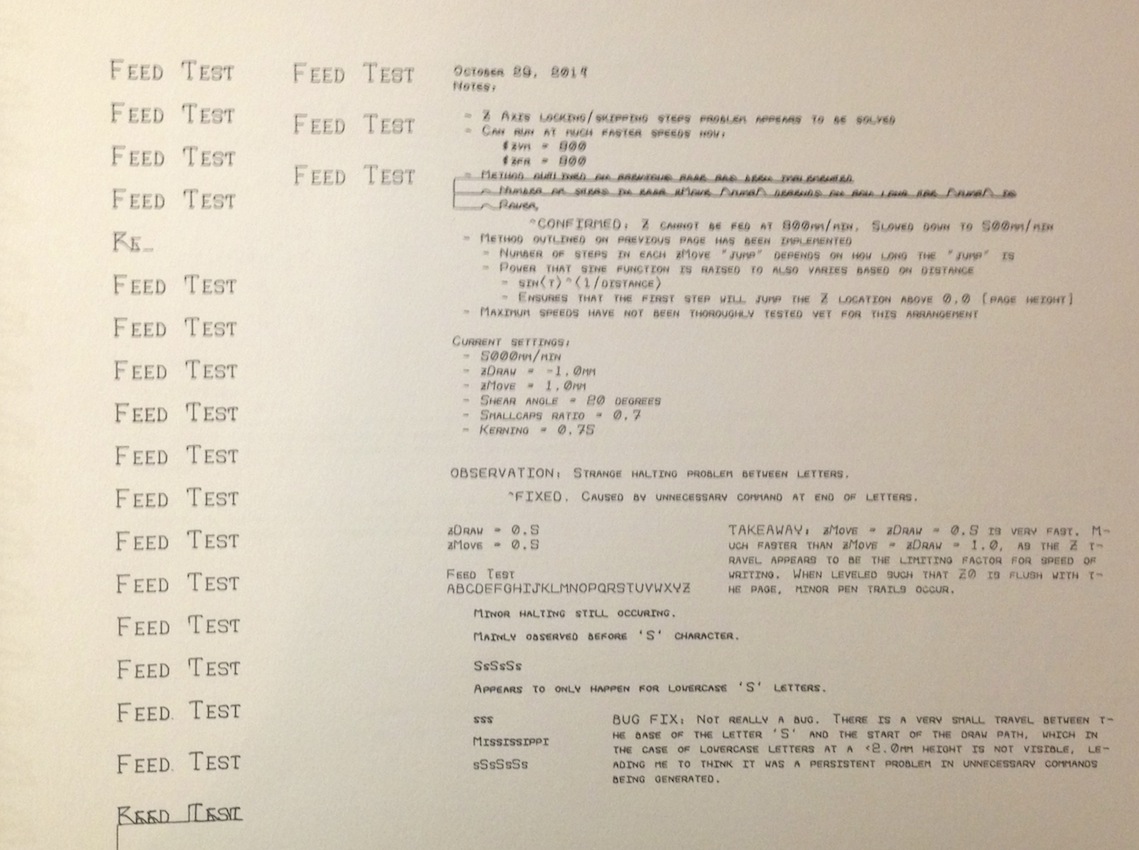 Feed Test
Feed Test
Feed Test
Feed Test
Feed Test
Feed Test
Feed Test
Feed Test
Feed Test
Feed Test
Feed Test
Feed Test
Feed Test
Feed Test
Feed. Test
Feed. Test
Feed Test
Feed Test
Feed Test
Feed Test
October 29, 2014
Notes:
- Z Axis locking/skipping steps problem appears to be solved
- Can run at much faster speeds now:
$zvm = 800
$zfr = 800
- Method outlined on previous page has been implemented
- Number of steps in each zMove "jump" depends on how long the "jump" is
- Power
^CONFIRMED: Z cannot be fed at 800mm/min. Slowed down to 500mm/min
- Method outlined on previous page has been implemented
- Number of steps in each zMove "jump" depends on how long the "jump" is
- Power that sine function is raised to also varies based on distance
- sin(t)^(1/distance)
- Ensures that the first step will jump the Z location above 0.0 [page height]
- Maximum speeds have not been thoroughly tested yet for this arrangement
Current settings:
- 5000mm/min
- zDraw = -1.0mm
- zMove = 1.0mm
- Shear angle = 20 degrees
- Smallcaps ratio = 0.7
- Kerning = 0.75
OBSERVATION: Strange halting problem between letters.
^FIXED. Caused by unnecessary command at end of letters.
zDraw = 0.5
zMove = 0.5
Feed Test
ABCDEFGHIJKLMNOPQRSTUVWXYZ
TAKEAWAY: zMove = zDraw = 0.5 is very fast. M-
uch faster than zMove = zDraw = 1.0, as the Z t-
ravel appears to be the limiting factor for speed of
writing. When leveled such that Z0 is flush with t-
he page, minor pen trails occur.
Minor halting still occuring.
Mainly observed before 'S' character.
SsSsSs
Appears to only happen for lowercase 'S' letters.
sss
Mississippi
sSsSsS
BUG FIX: Not really a bug. There is a very small travel between t-
he base of the letter 'S' and the start of the draw path, which in
the case of lowercase letters at a <2.0mm height is not visible, le-
ading me to think it was a persistent problem in unnecessary commands
being generated.